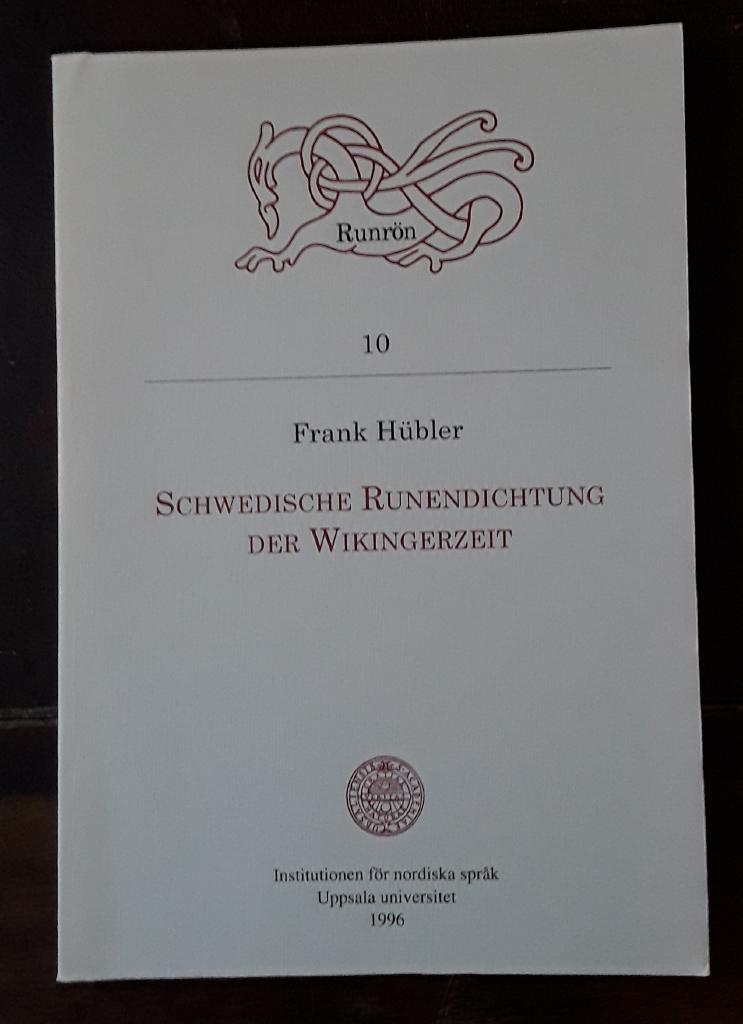 Runrön
10
Frank Hübler
SCHWEDISCHE RUNENDICHTUNG
DER WIKINGERZEIT
Institutionen för nordiska språk
Uppsala universitet
1996